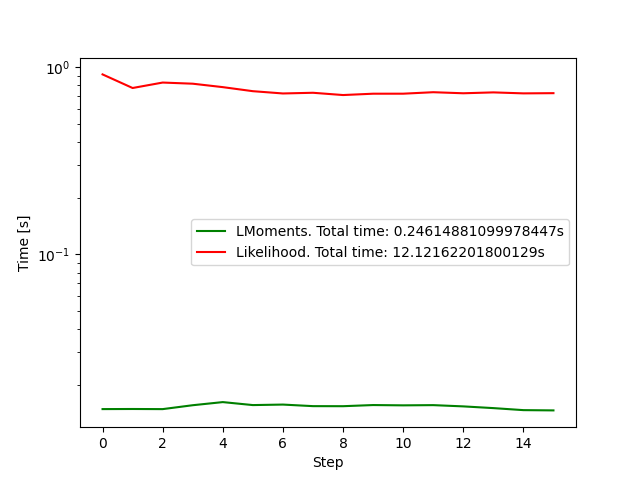 10⁰
10⁻¹
Time [s]
LMoments. Total time: 0.24614881099978447s
Likelihood. Total time: 12.12162201800129s
0 2 4 6 8 10 12 14
Step